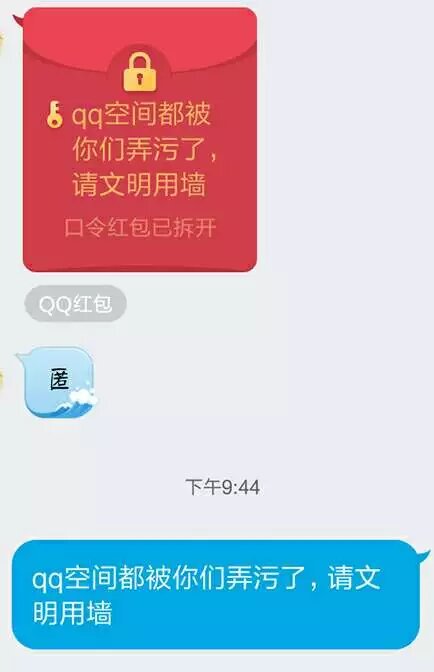 qq空间都被
你们弄污了，
请文明用墙
口令红包已拆开
QQ红包
匿
下午9:44
qq空间都被你们弄污了，请文
明用墙